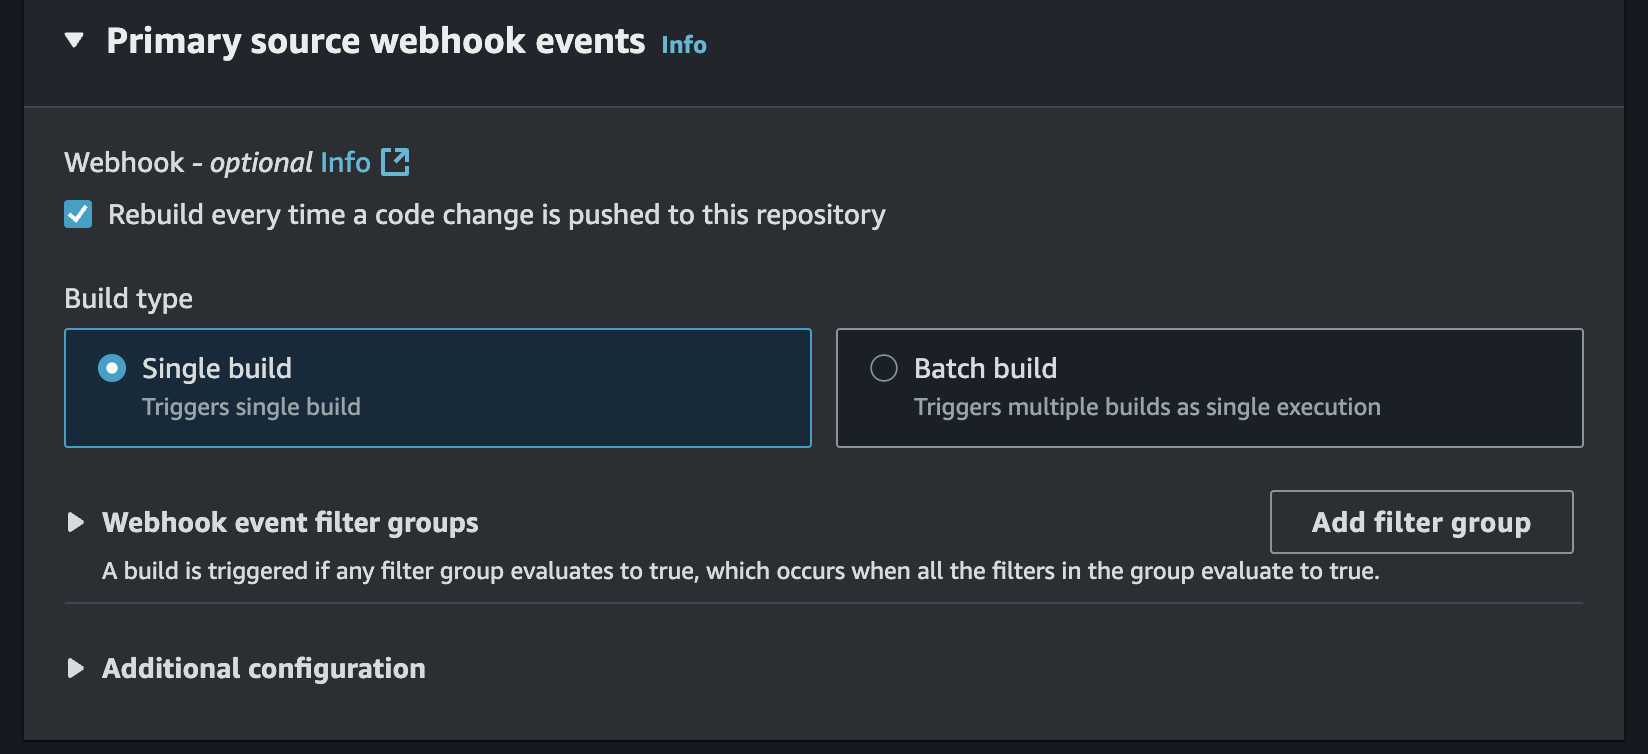 Primary source webhook events Info
Webhook - optional Info
Rebuild every time a code change is pushed to this repository
Build type
Single build
Triggers single build
Batch build
Triggers multiple builds as single execution
Webhook event filter groups
Add filter group
A build is triggered if any filter group evaluates to true, which occurs when all the filters in the group evaluate to true.
Additional configuration